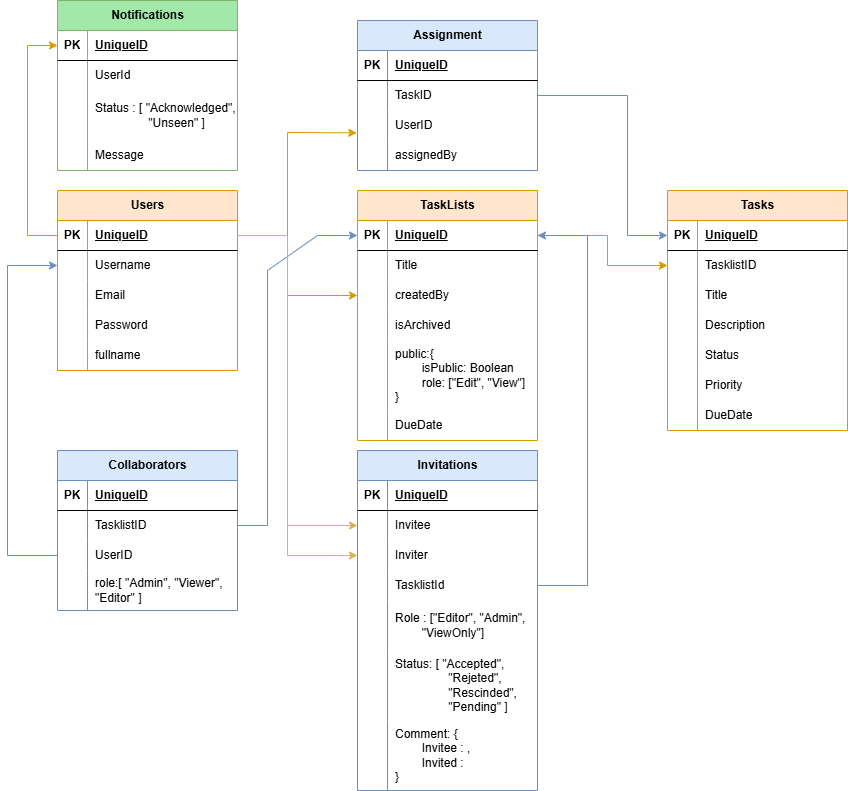 Notifications
PK UniqueID
UserId
Status : [ "Acknowledged",
"Unseen" ]
Message
Assignment
PK UniqueID
TaskID
UserID
assignedBy
Users
PK UniqueID
Username
Email
Password
fullname
TaskLists
PK UniqueID
Title
createdBy
isArchived
public:{
isPublic: Boolean
role: ["Edit", "View"]
}
DueDate
Tasks
PK UniqueID
TasklistID
Title
Description
Status
Priority
DueDate
Collaborators
PK UniqueID
TasklistID
UserID
role:[ "Admin", "Viewer",
"Editor" ]
Invitations
PK UniqueID
Invitee
Inviter
TasklistId
Role : ["Editor", "Admin",
"ViewOnly"]
Status: [ "Accepted",
"Rejeted",
"Rescinded",
"Pending" ]
Comment: {
Invitee : ,
Invited :
}